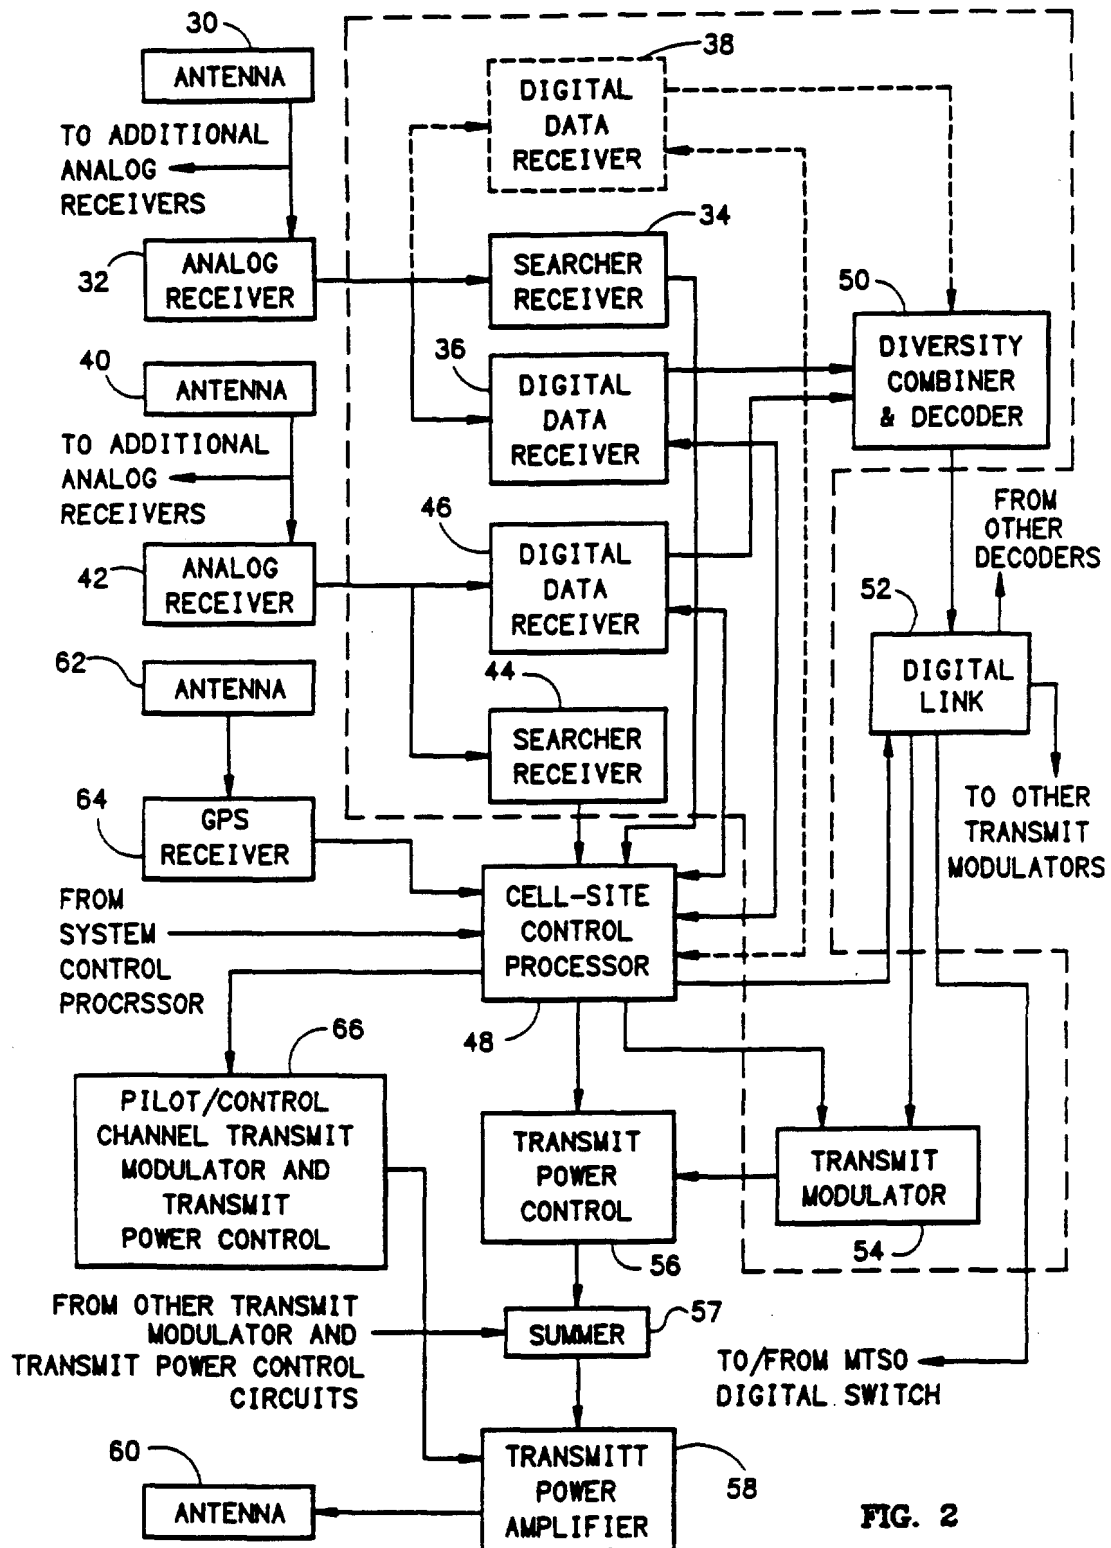 30
ANTENNA
TO ADDITIONAL
ANALOG
RECEIVERS
32
ANALOG
RECEIVER
38
DIGITAL
DATA
RECEIVER
34
SEARCHER
RECEIVER
36
DIGITAL
DATA
RECEIVER
50
DIVERSITY
COMBINER
& DECODER
40
ANTENNA
TO ADDITIONAL
ANALOG
RECEIVERS
42
ANALOG
RECEIVER
46
DIGITAL
DATA
RECEIVER
FROM
OTHER
DECODERS
52
DIGITAL
LINK
62
ANTENNA
44
SEARCHER
RECEIVER
64
GPS
RECEIVER
TO OTHER
TRANSMIT
MODULATORS
FROM
SYSTEM
CONTROL
PROCRSSOR
CELL-SITE
CONTROL
PROCESSOR
48
66
PILOT/CONTROL
CHANNEL TRANSMIT
MODULATOR AND
TRANSMIT
POWER CONTROL
TRANSMIT
POWER
CONTROL
56
TRANSMIT
MODULATOR
54
FROM OTHER TRANSMIT
MODULATOR AND
TRANSMIT POWER CONTROL
CIRCUITS
SUMMER
57
TO/FROM MTSO
DIGITAL SWITCH
60
ANTENNA
TRANSMITT
POWER
AMPLIFIER
58
FIG. 2